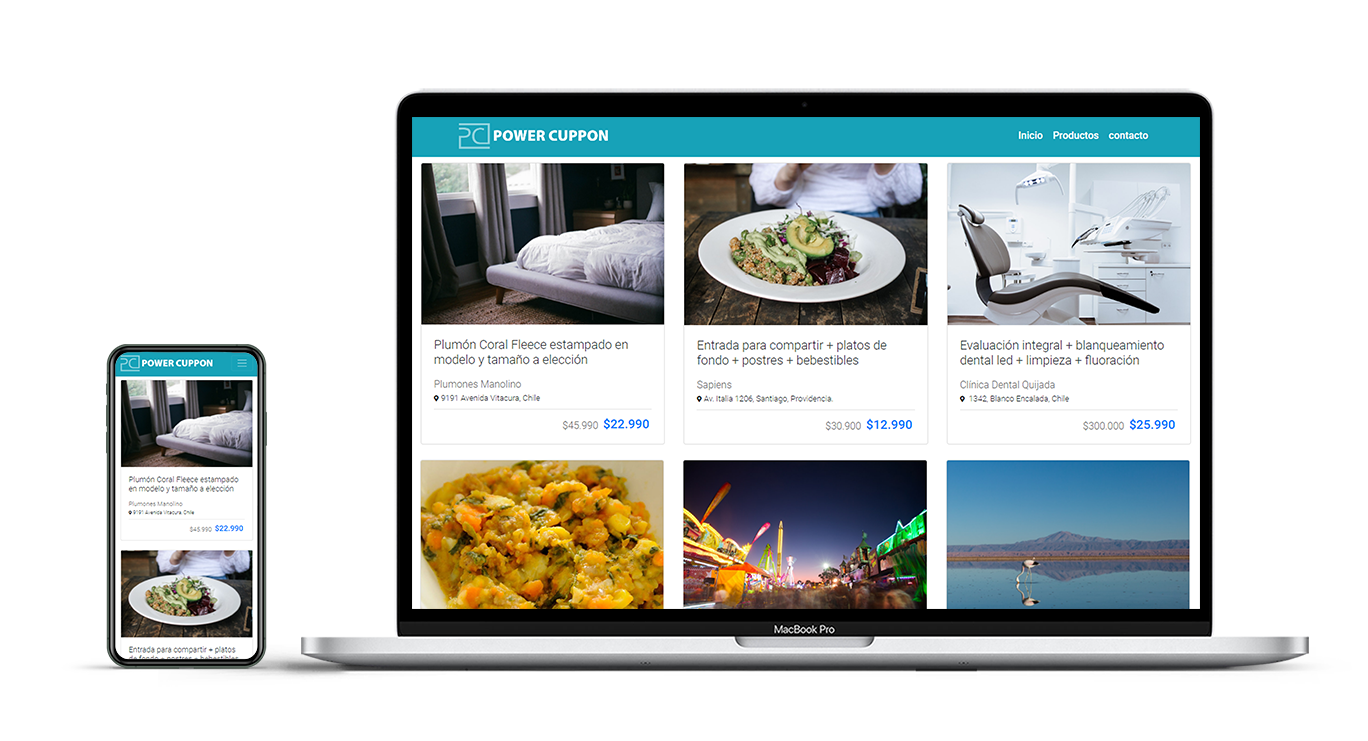 PC POWER CUPPON
Inicio Productos contacto
Plumón Coral Fleece estampado en
modelo y tamaño a elección
Plumones Manolino
9191 Avenida Vitacura, Chile
$45.990 $22.990
Entrada para compartir + platos de
fondo + postres + bebestibles
Sapiens
Av. Italia 1206, Santiago, Providencia.
$30.900 $12.990
Evaluación integral + blanqueamiento
dental led + limpieza + fluoración
Clínica Dental Quijada
1342, Blanco Encalada, Chile
$300.000 $25.990
MacBook Pro
PC POWER CUPPON
Plumón Coral Fleece estampado
en modelo y tamaño a elección
Plumones Manolino
9191 Avenida Vitacura, Chile
$45.990 $22.990
Entrada para compartir + platos
de fondo + postres + bebestibles